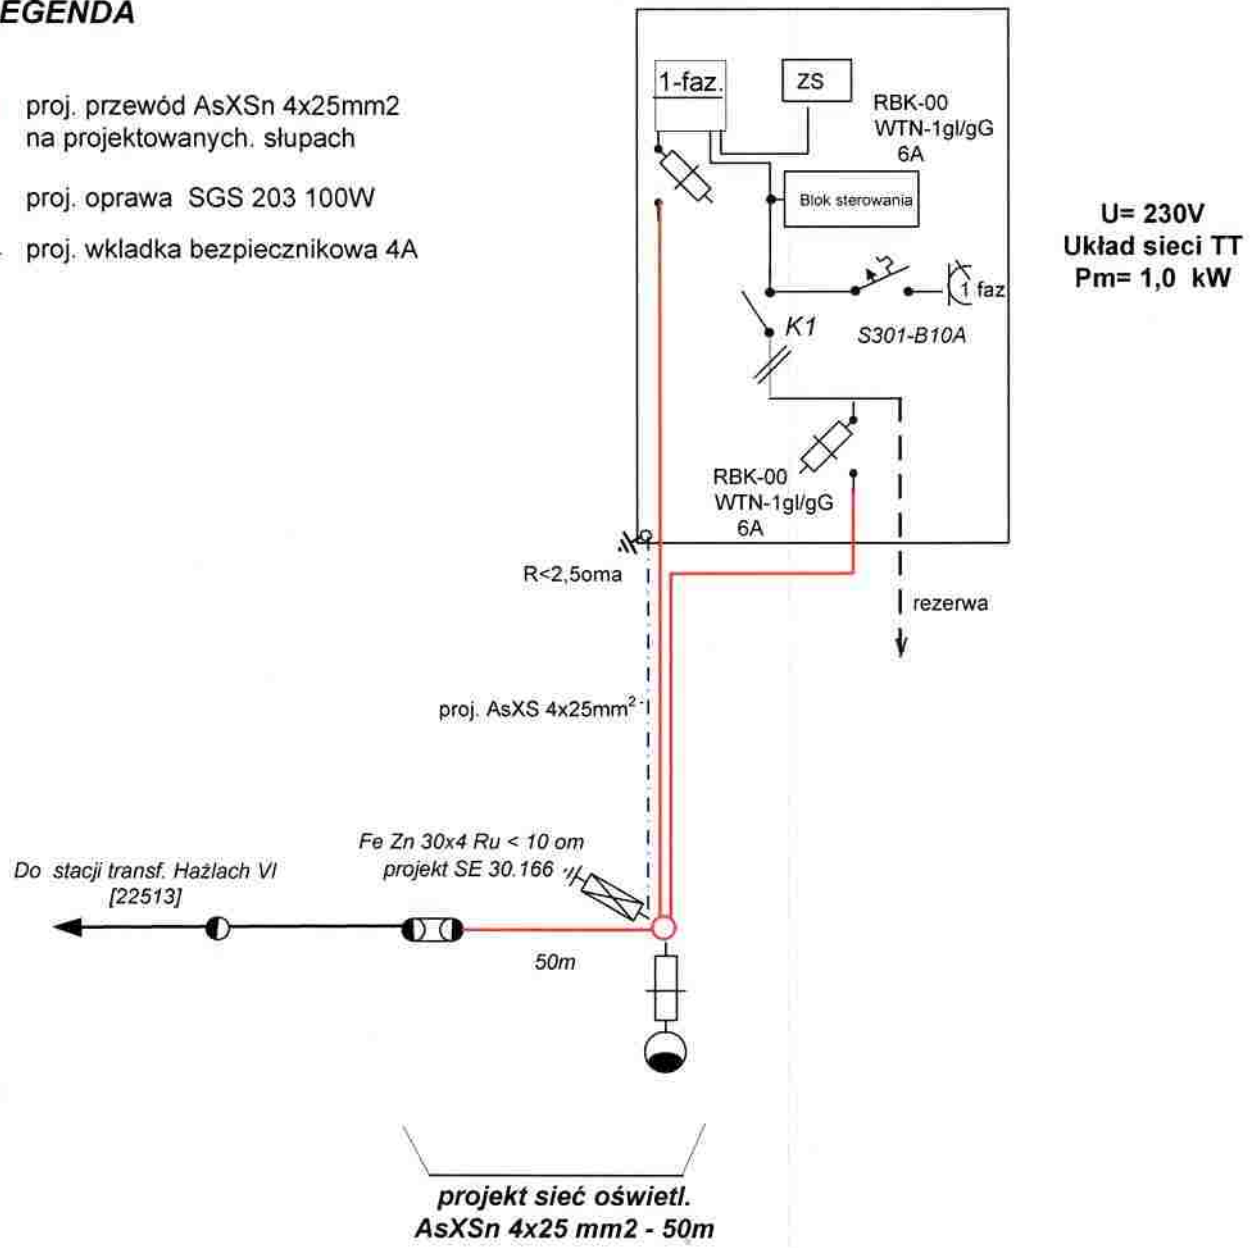 EGENDA
proj. przewód AsXSn 4x25mm2
na projektowanych. słupach
proj. oprawa SGS 203 100W
proj. wkladka bezpiecznikowa 4A
1-faz.
ZS
RBK-00
WTN-1gl/gG
6A
Blok sterowania
1 faz
K1
S301-B10A
U= 230V
Układ sieci TT
Pm= 1,0 kW
RBK-00
WTN-1gl/gG
6A
R<2,5oma
rezerwa
proj. AsXS 4x25mm²
Fe Zn 30x4 Ru < 10 om
projekt SE 30.166
Do stacji transf. Hażlach VI
[22513]
50m
projekt sieć oświetl.
AsXSn 4x25 mm2 - 50m